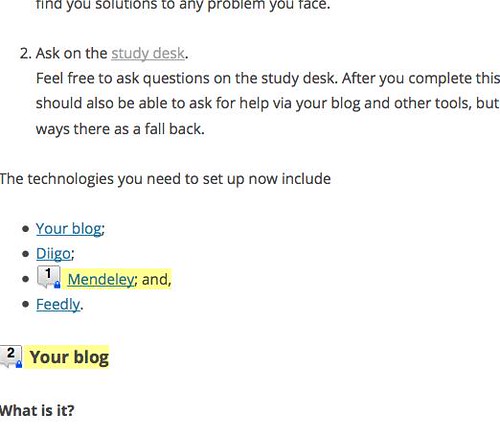 find you solutions to any problem you face.
2. Ask on the study desk.
Feel free to ask questions on the study desk. After you complete this
should also be able to ask for help via your blog and other tools, but
ways there as a fall back.
The technologies you need to set up now include
• Your blog;
• Diigo;
• 1 Mendeley; and,
• Feedly.
2 Your blog
What is it?